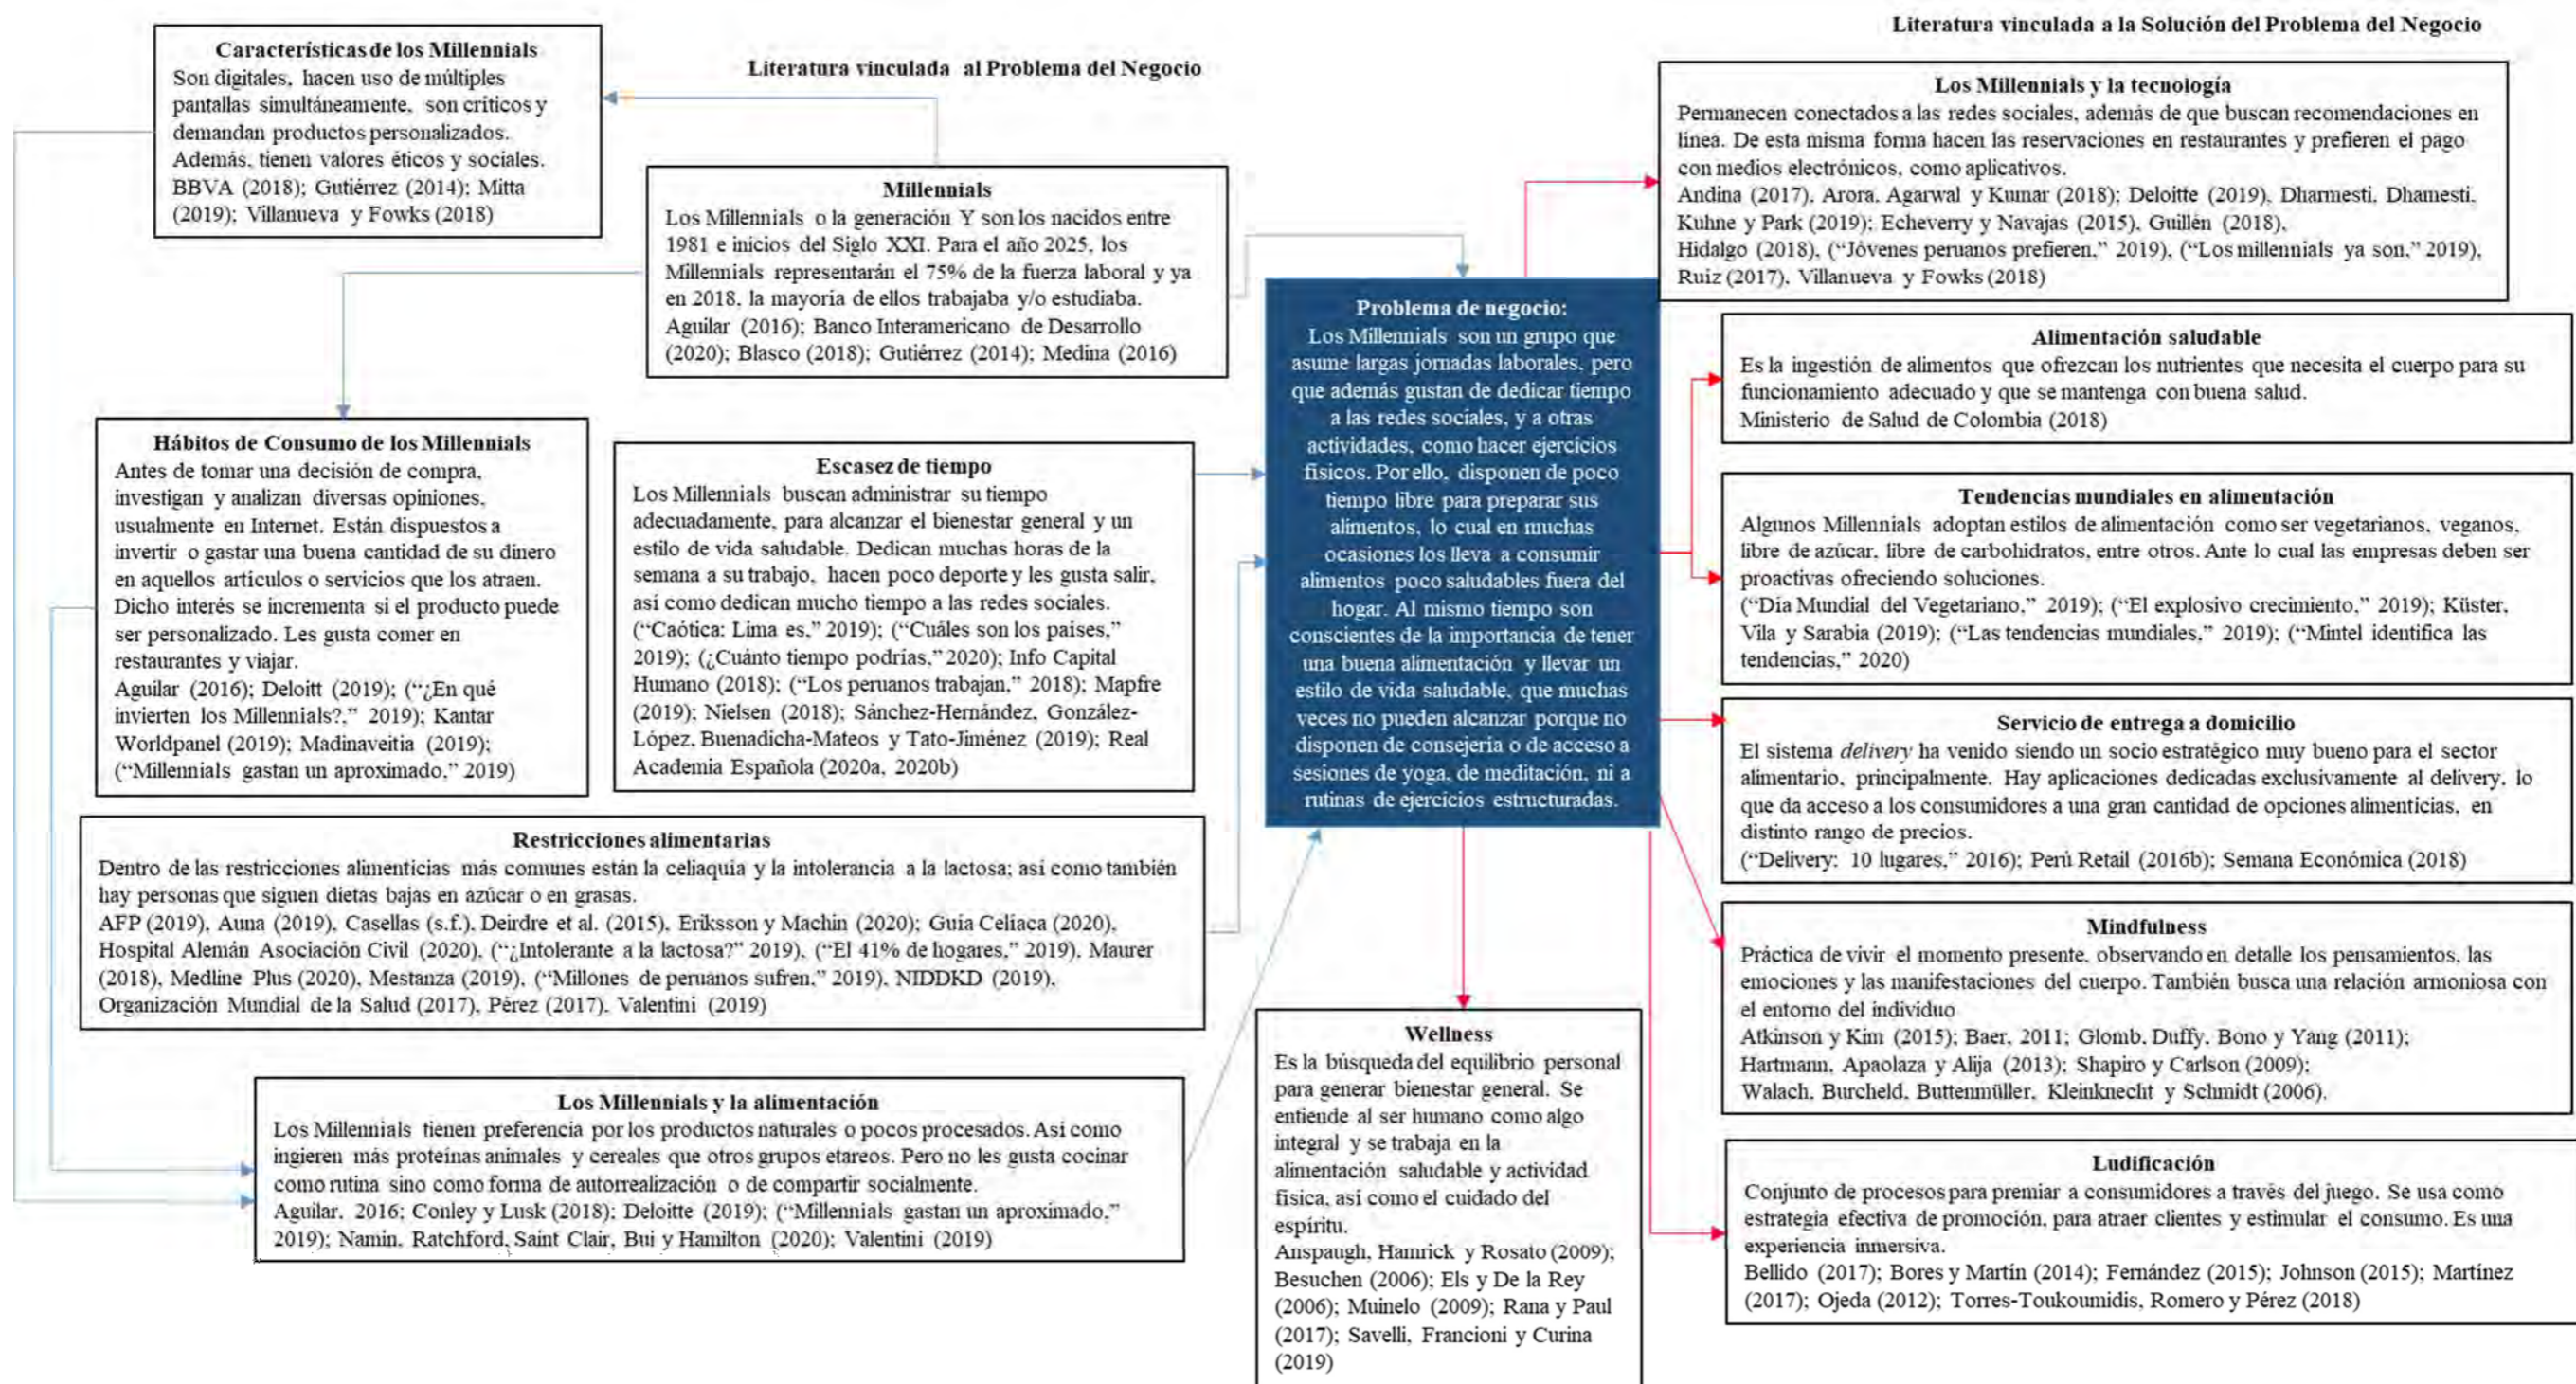 Literatura vinculada al Problema del Negocio
Características de los Millennials
Son digitales, hacen uso de múltiples
pantallas simultáneamente, son críticos y
demandan productos personalizados.
Además, tienen valores éticos y sociales.
BBVA (2018); Gutiérrez (2014); Mitta
(2019); Villanueva y Fowks (2018)
Millennials
Los Millennials o la generación Y son los nacidos entre
1981 e inicios del Siglo XXI. Para el año 2025, los
Millennials representarán el 75% de la fuerza laboral y ya
en 2018, la mayoría de ellos trabajaba y/o estudiaba.
Aguilar (2016); Banco Interamericano de Desarrollo
(2020); Blasco (2018); Gutiérrez (2014); Medina (2016)
Hábitos de Consumo de los Millennials
Antes de tomar una decisión de compra,
investigan y analizan diversas opiniones,
usualmente en Internet. Están dispuestos a
invertir o gastar una buena cantidad de su dinero
en aquellos artículos o servicios que los atraen.
Dicho interés se incrementa si el producto puede
ser personalizado. Les gusta comer en
restaurantes y viajar.
Aguilar (2016); Deloitt (2019); (“¿En qué
invierten los Millennials?,” 2019); Kantar
Worldpanel (2019); Madinaveitia (2019);
(“Millennials gastan un aproximado,” 2019)
Escasez de tiempo
Los Millennials buscan administrar su tiempo
adecuadamente, para alcanzar el bienestar general y un
estilo de vida saludable. Dedican muchas horas de la
semana a su trabajo, hacen poco deporte y les gusta salir,
así como dedican mucho tiempo a las redes sociales.
(“Caótica: Lima es,” 2019); (“Cuáles son los países,”
2019); (¿Cuánto tiempo podrías,” 2020); Info Capital
Humano (2018); (“Los peruanos trabajan,” 2018); Mapfre
(2019); Nielsen (2018); Sánchez-Hernández, González-
López, Buenadicha-Mateos y Tato-Jiménez (2019); Real
Academia Española (2020a, 2020b)
Restricciones alimentarias
Dentro de las restricciones alimenticias más comunes están la celiaquía y la intolerancia a la lactosa; así como también
hay personas que siguen dietas bajas en azúcar o en grasas.
AFP (2019), Auna (2019), Casellas (s.f.), Deirdre et al. (2015), Eriksson y Machin (2020); Guía Celíaca (2020),
Hospital Alemán Asociación Civil (2020), (“¿Intolerante a la lactosa?” 2019), (“El 41% de hogares,” 2019), Maurer
(2018), Medline Plus (2020), Mestanza (2019), (“Millones de peruanos sufren,” 2019), NIDDKD (2019),
Organización Mundial de la Salud (2017), Pérez (2017), Valentini (2019)
Los Millennials y la alimentación
Los Millennials tienen preferencia por los productos naturales o pocos procesados. Así como
ingieren más proteínas animales y cereales que otros grupos etareos. Pero no les gusta cocinar
como rutina sino como forma de autorrealización o de compartir socialmente.
Aguilar, 2016; Conley y Lusk (2018); Deloitte (2019); (“Millennials gastan un aproximado,”
2019); Namin, Ratchford, Saint Clair, Bui y Hamilton (2020); Valentini (2019)
Problema de negocio:
Los Millennials son un grupo que
asume largas jornadas laborales, pero
que además gustan de dedicar tiempo
a las redes sociales, y a otras
actividades, como hacer ejercicios
físicos. Por ello, disponen de poco
tiempo libre para preparar sus
alimentos, lo cual en muchas
ocasiones los lleva a consumir
alimentos poco saludables fuera del
hogar. Al mismo tiempo son
conscientes de la importancia de tener
una buena alimentación y llevar un
estilo de vida saludable, que muchas
veces no pueden alcanzar porque no
disponen de consejería o de acceso a
sesiones de yoga, de meditación, ni a
rutinas de ejercicios estructuradas.
Wellness
Es la búsqueda del equilibrio personal
para generar bienestar general. Se
entiende al ser humano como algo
integral y se trabaja en la
alimentación saludable y actividad
física, así como el cuidado del
espíritu.
Anspaugh, Hamrick y Rosato (2009);
Besuchen (2006); Els y De la Rey
(2006); Muinelo (2009); Rana y Paul
(2017); Savelli, Francioni y Curina
(2019)
Literatura vinculada a la Solución del Problema del Negocio
Los Millennials y la tecnología
Permanecen conectados a las redes sociales, además de que buscan recomendaciones en
línea. De esta misma forma hacen las reservaciones en restaurantes y prefieren el pago
con medios electrónicos, como aplicativos.
Andina (2017), Arora, Agarwal y Kumar (2018); Deloitte (2019), Dharmesti, Dhamesti,
Kuhne y Park (2019); Echeverry y Navajas (2015), Guillén (2018),
Hidalgo (2018), (“Jóvenes peruanos prefieren,” 2019), (“Los millennials ya son,” 2019),
Ruiz (2017), Villanueva y Fowks (2018)
Alimentación saludable
Es la ingestión de alimentos que ofrezcan los nutrientes que necesita el cuerpo para su
funcionamiento adecuado y que se mantenga con buena salud.
Ministerio de Salud de Colombia (2018)
Tendencias mundiales en alimentación
Algunos Millennials adoptan estilos de alimentación como ser vegetarianos, veganos,
libre de azúcar, libre de carbohidratos, entre otros. Ante lo cual las empresas deben ser
proactivas ofreciendo soluciones.
(“Día Mundial del Vegetariano,” 2019); (“El explosivo crecimiento,” 2019); Küster,
Vila y Sarabia (2019); (“Las tendencias mundiales,” 2019); (“Mintel identifica las
tendencias,” 2020)
Servicio de entrega a domicilio
El sistema delivery ha venido siendo un socio estratégico muy bueno para el sector
alimentario, principalmente. Hay aplicaciones dedicadas exclusivamente al delivery, lo
que da acceso a los consumidores a una gran cantidad de opciones alimenticias, en
distinto rango de precios.
(“Delivery: 10 lugares,” 2016); Perú Retail (2016b); Semana Económica (2018)
Mindfulness
Práctica de vivir el momento presente, observando en detalle los pensamientos, las
emociones y las manifestaciones del cuerpo. También busca una relación armoniosa con
el entorno del individuo
Atkinson y Kim (2015); Baer, 2011; Glomb, Duffy, Bono y Yang (2011);
Hartmann, Apaolaza y Alija (2013); Shapiro y Carlson (2009);
Walach, Burcheld, Buttenmüller, Kleinknecht y Schmidt (2006).
Ludificación
Conjunto de procesos para premiar a consumidores a través del juego. Se usa como
estrategia efectiva de promoción, para atraer clientes y estimular el consumo. Es una
experiencia inmersiva.
Bellido (2017); Bores y Martín (2014); Fernández (2015); Johnson (2015); Martínez
(2017); Ojeda (2012); Torres-Toukoumidis, Romero y Pérez (2018)